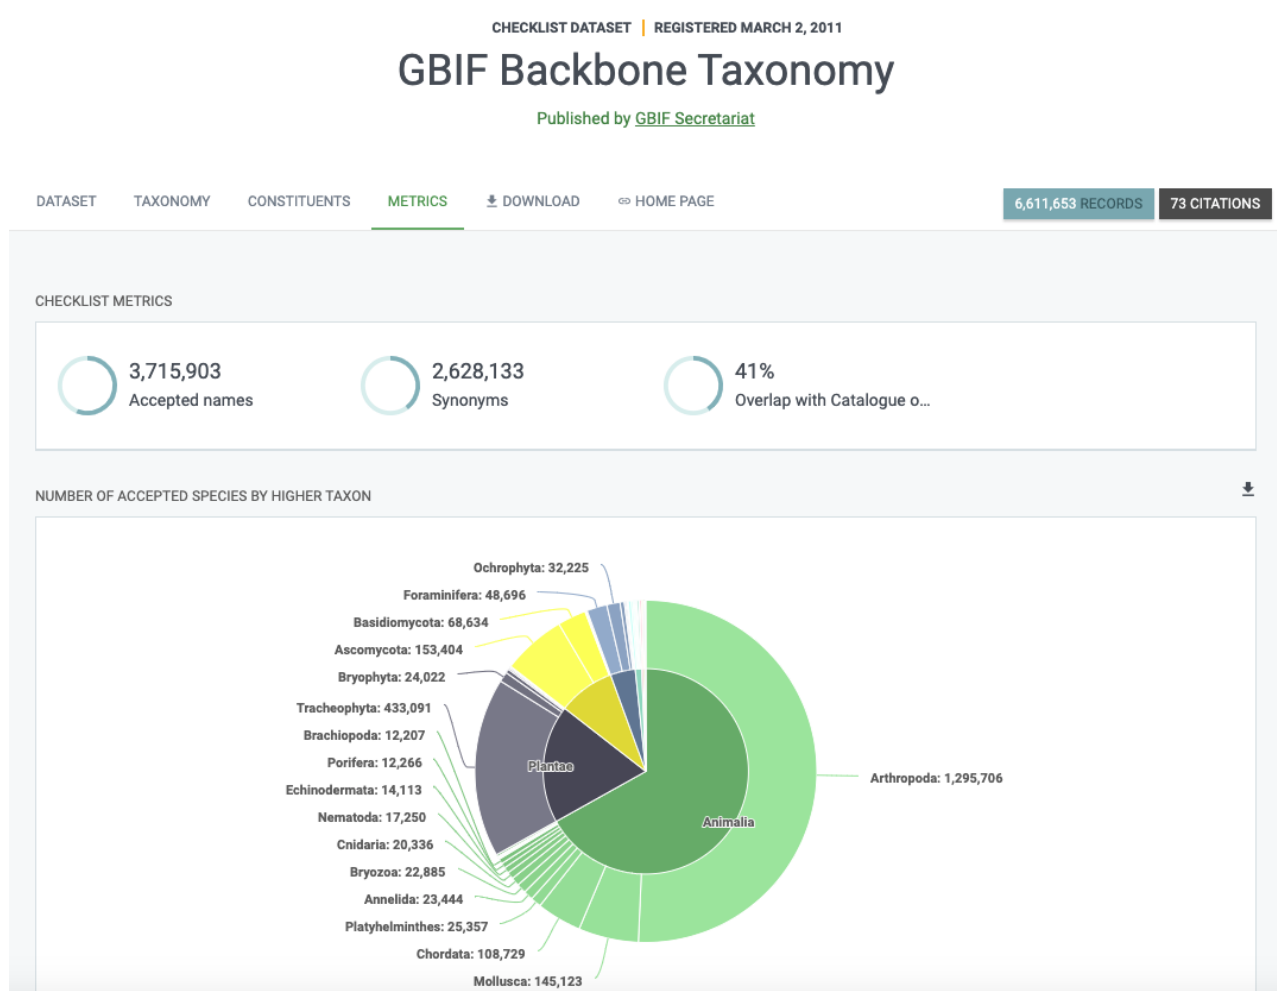 CHECKLIST DATASET | REGISTERED MARCH 2, 2011
GBIF Backbone Taxonomy
Published by GBIF Secretariat
DATASET TAXONOMY CONSTITUENTS METRICS DOWNLOAD HOME PAGE 6,611,653 RECORDS 73 CITATIONS
CHECKLIST METRICS
3,715,903
Accepted names
2,628,133
Synonyms
41%
Overlap with Catalogue o...
NUMBER OF ACCEPTED SPECIES BY HIGHER TAXON
Ochrophyta: 32,225
Foraminifera: 48,696
Basidiomycota: 68,634
Ascomycota: 153,404
Bryophyta: 24,022
Tracheophyta: 433,091
Brachiopoda: 12,207
Porifera: 12,266
Plantae
Arthropoda: 1,295,706
Echinodermata: 14,113
Nematoda: 17,250
Animalia
Cnidaria: 20,336
Bryozoa: 22,885
Annelida: 23,444
Platyhelminthes: 25,357
Chordata: 108,729
Mollusca: 145,123